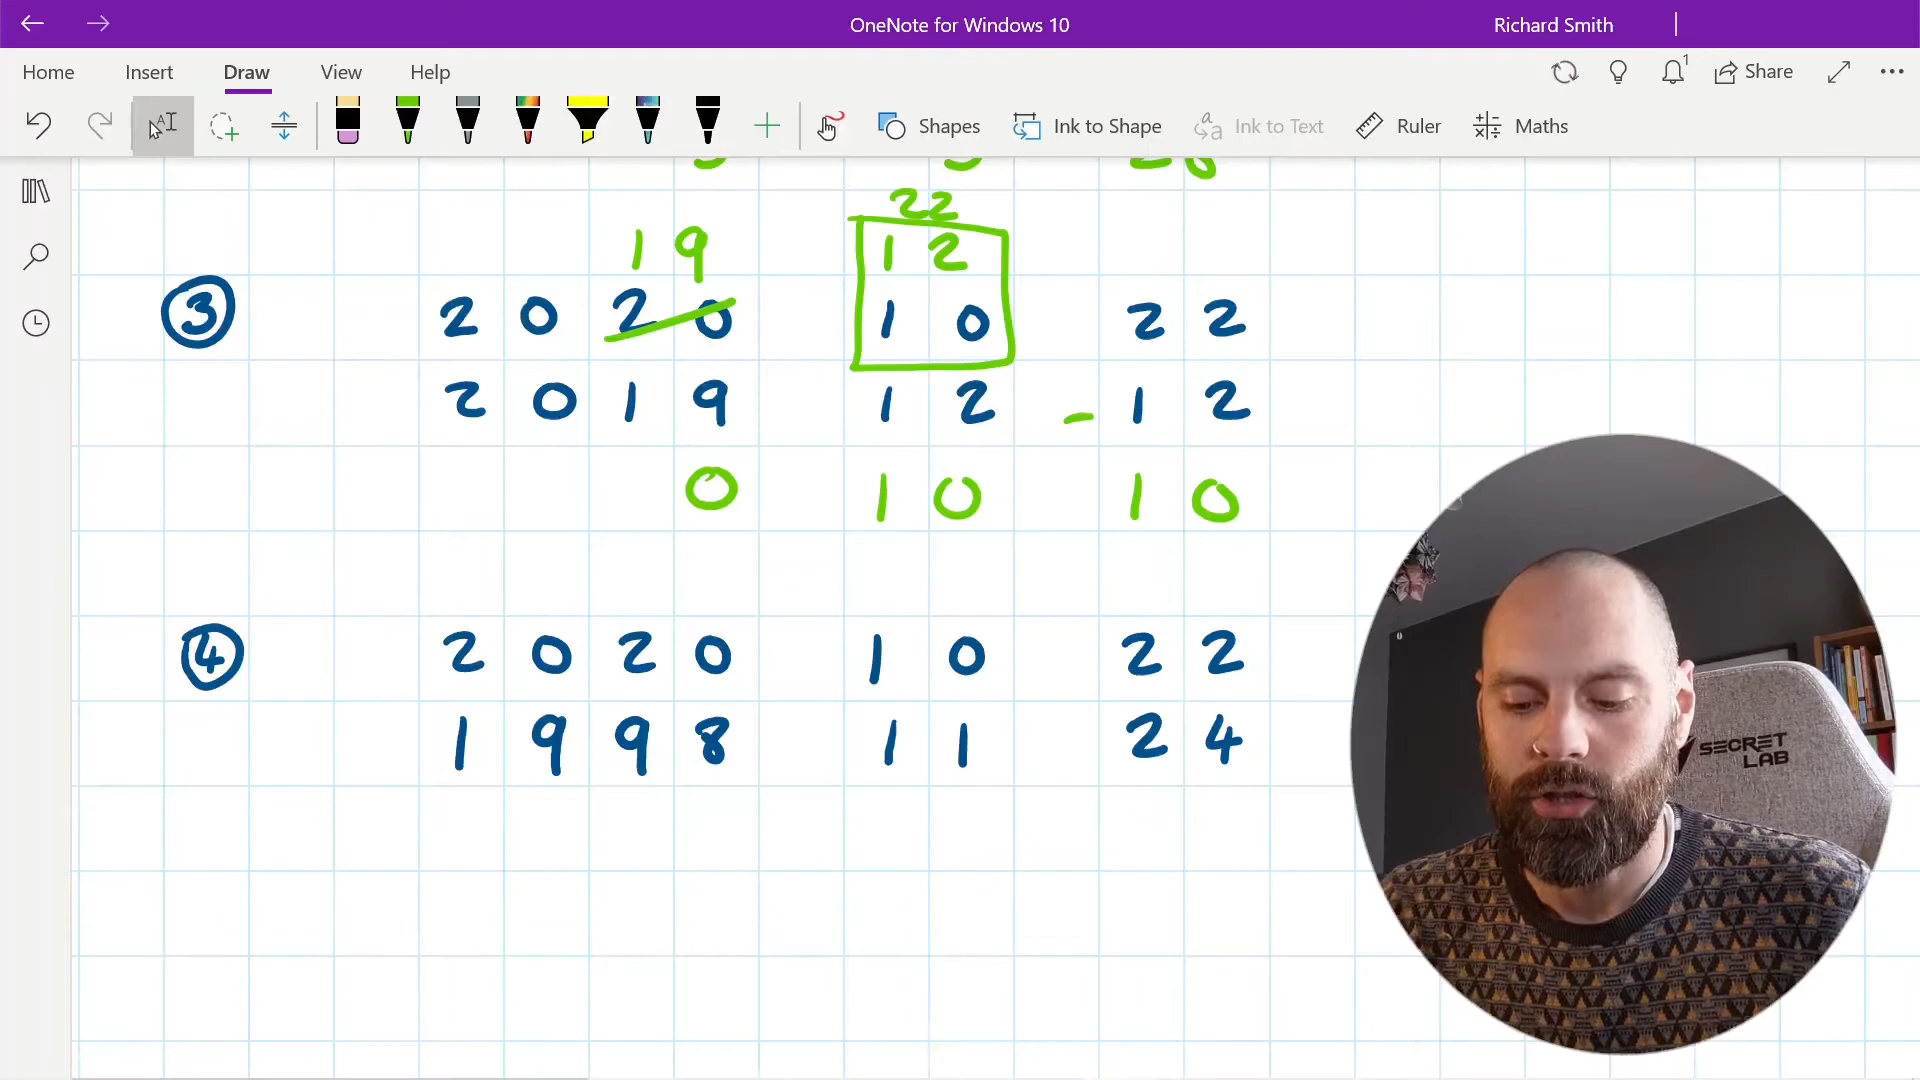 OneNote for Windows 10
Richard Smith
Home Insert Draw View Help
1
Share
Shapes Ink to Shape Ink to Text Ruler Maths
22
19 12
3 2020 10 22
2019 12 - 12
0 10 10
4 2020 10 22
1998 11 24
SECRET
LAB